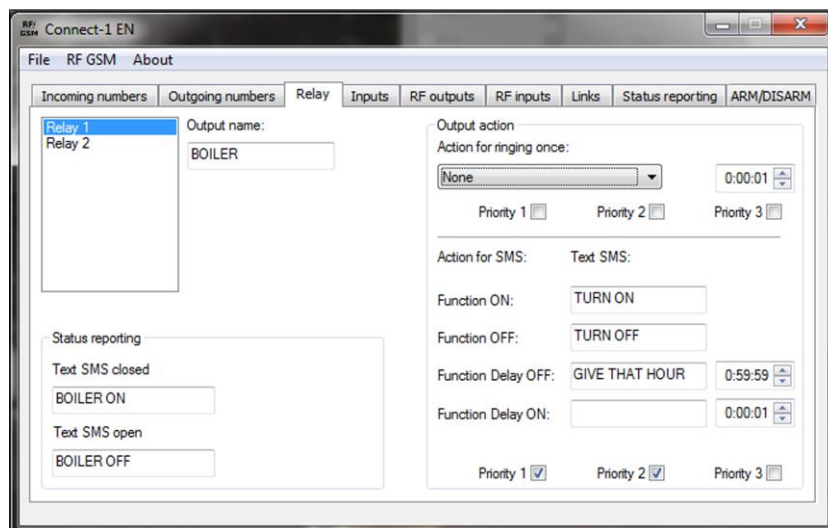 RF/
GSM Connect-1 EN
File RF GSM About
Incoming numbers Outgoing numbers Relay Inputs RF outputs RF inputs Links Status reporting ARM/DISARM
Relay 1
Relay 2
Output name:
BOILER
Output action
Action for ringing once:
None 0:00:01
Priority 1 Priority 2 Priority 3
Action for SMS: Text SMS:
Function ON: TURN ON
Function OFF: TURN OFF
Function Delay OFF: GIVE THAT HOUR 0:59:59
Function Delay ON: 0:00:01
Priority 1 Priority 2 Priority 3
Status reporting
Text SMS closed
BOILER ON
Text SMS open
BOILER OFF